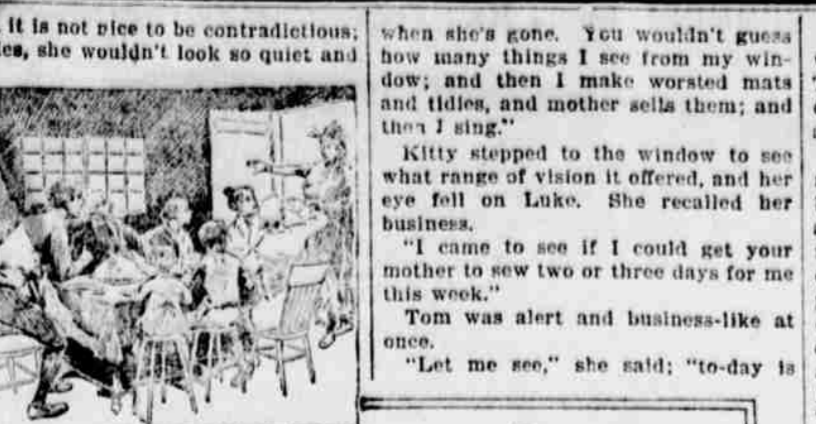 it is not nice to be contradictious;
she wouldn't look so quiet and
when she's gone. You wouldn't guess
how many things I see from my win-
dow; and then I make worsted mats
and tidies, and mother sells them; and
then I sing."
Kitty stepped to the window to see
what range of vision it offered, and her
eye fell on Luke. She recalled her
business.
"I came to see if I could get your
mother to sew two or three days for me
this week."
Tom was alert and business-like at
once.
"Let me see," she said; "to-day is